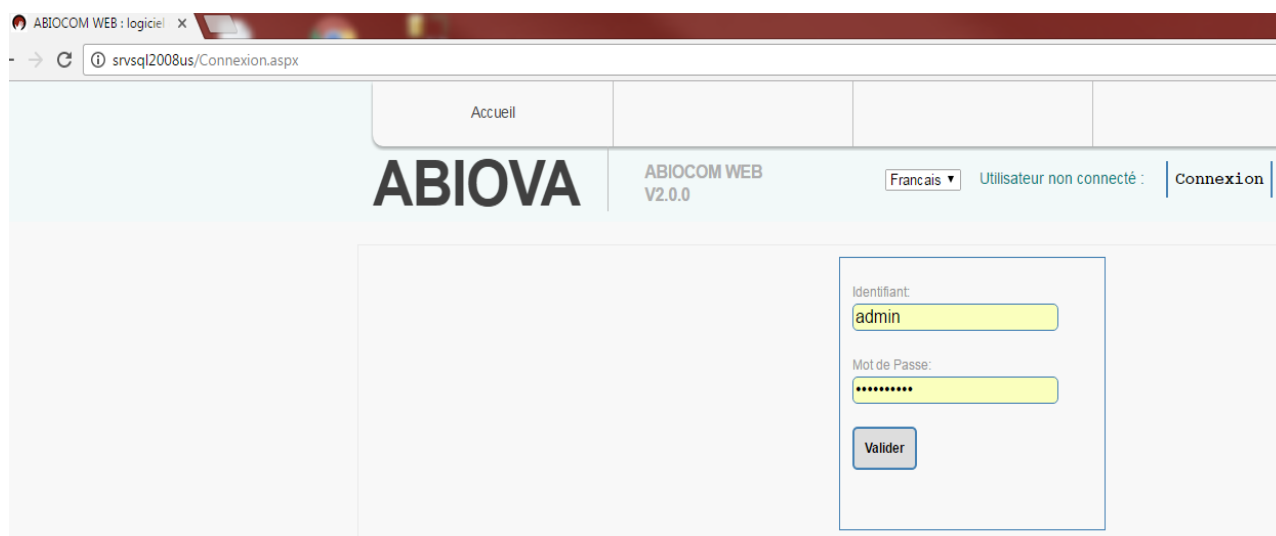 ABIOCOM WEB : logiciel
srvsql2008us/Connexion.aspx
Accueil
ABIOVA
ABIOCOM WEB
V2.0.0
Francais
Utilisateur non connecté :
Connexion
Identifiant:
admin
Mot de Passe:
••••••••••
Valider